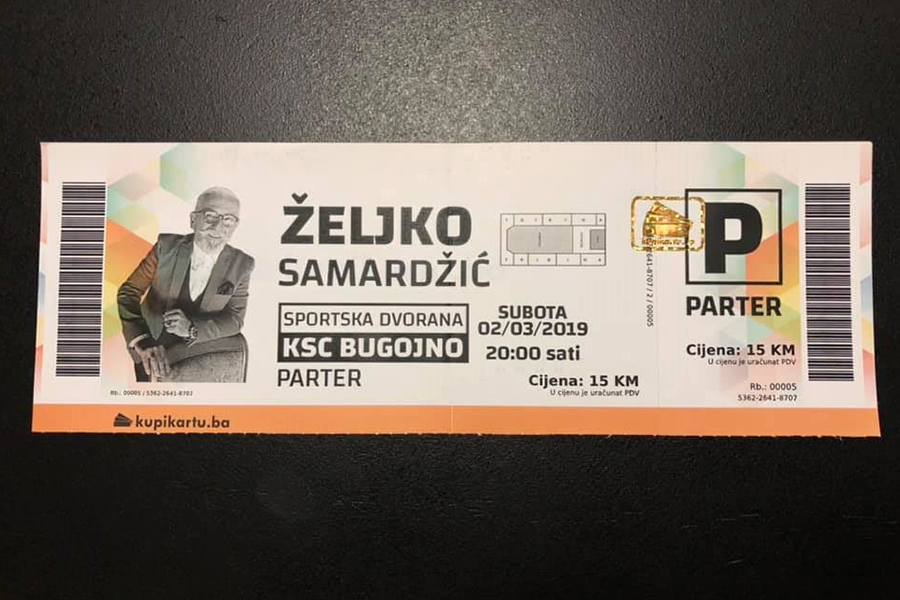 ŽELJKO
SAMARDŽIĆ
SPORTSKA DVORANA
KSC BUGOJNO
PARTER
SUBOTA
02/03/2019
20:00 sati
Cijena: 15 KM
U cijenu je uračunat PDV
Rb.: 00005 / 5362-2641-8707
kupikartu.ba
P
PARTER
Cijena: 15 KM
U cijenu je uračunat PDV
Rb.: 00005
5362-2641-8707